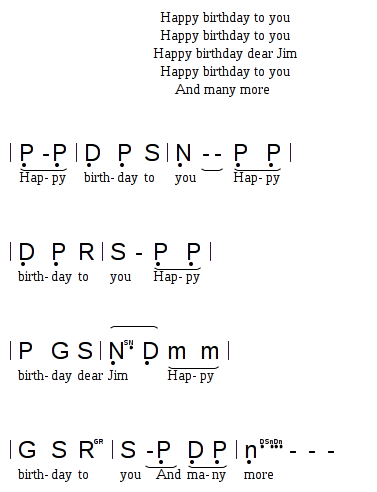 Happy birthday to you
Happy birthday to you
Happy birthday dear Jim
Happy birthday to you
And many more
| P -P | D P S | N - - P P |
Hap- py birth- day to you Hap- py
| D P R | S - P P |
birth- day to you Hap- py
| P G S | N SN D m m |
birth- day dear Jim Hap- py
| G S R GR | S -P D P | n DSnDn - - -
birth- day to you And ma- ny more